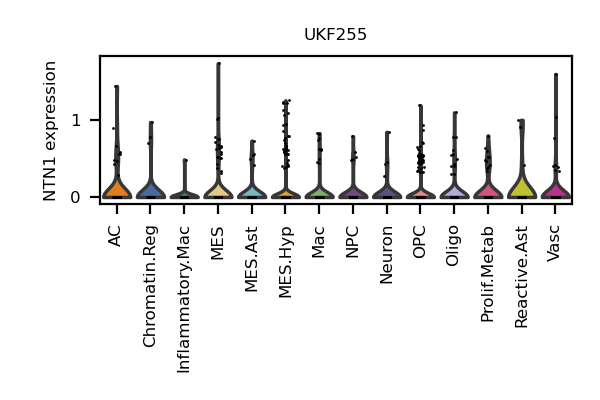 UKF255
NTN1 expression
1
0
AC
Chromatin.Reg
Inflammatory.Mac
MES
MES.Ast
MES.Hyp
Mac
NPC
Neuron
OPC
Oligo
Prolif.Metab
Reactive.Ast
Vasc